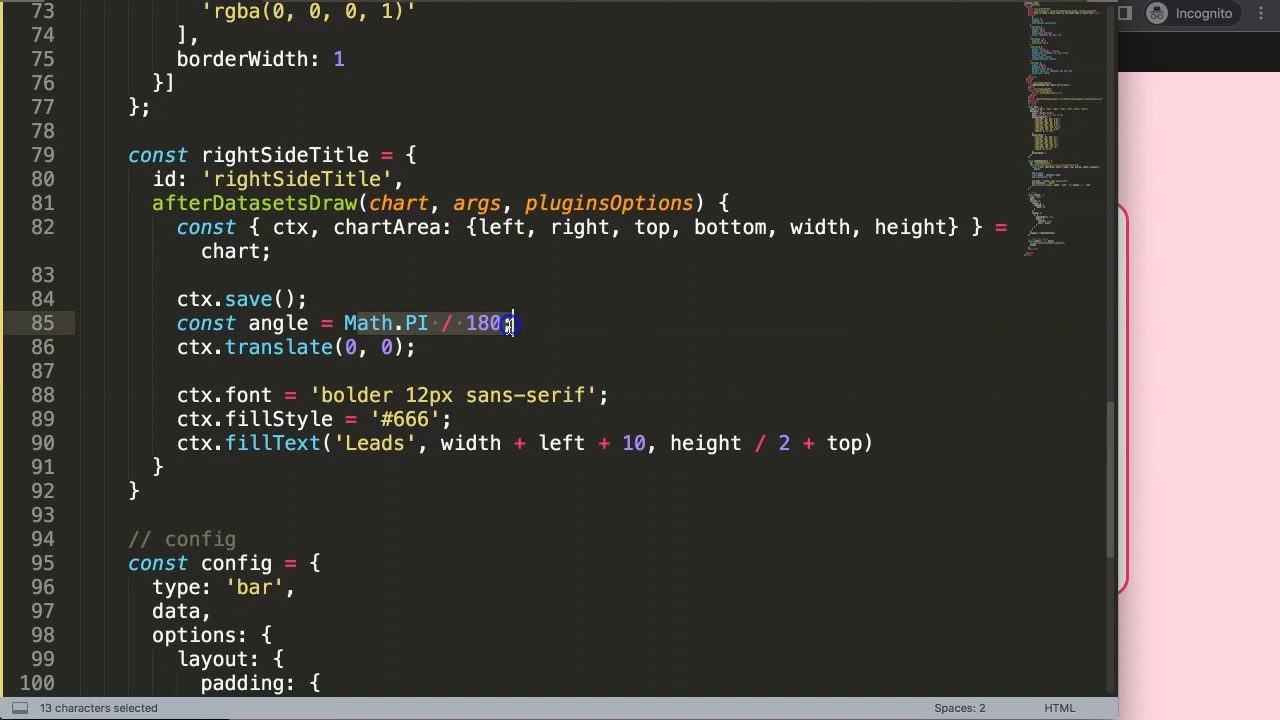 Incognito
73 'rgba(0, 0, 0, 1)'
74 ],
75 borderWidth: 1
76 }]
77 };
78
79 const rightSideTitle = {
80 id: 'rightSideTitle',
81 afterDatasetsDraw(chart, args, pluginsOptions) {
82 const { ctx, chartArea: {left, right, top, bottom, width, height} } =
chart;
83
84 ctx.save();
85 const angle = Math.PI / 180;
86 ctx.translate(0, 0);
87
88 ctx.font = 'bolder 12px sans-serif';
89 ctx.fillStyle = '#666';
90 ctx.fillText('Leads', width + left + 10, height / 2 + top)
91 }
92 }
93
94 // config
95 const config = {
96 type: 'bar',
97 data,
98 options: {
99 layout: {
100 padding: {
13 characters selected
Spaces: 2
HTML